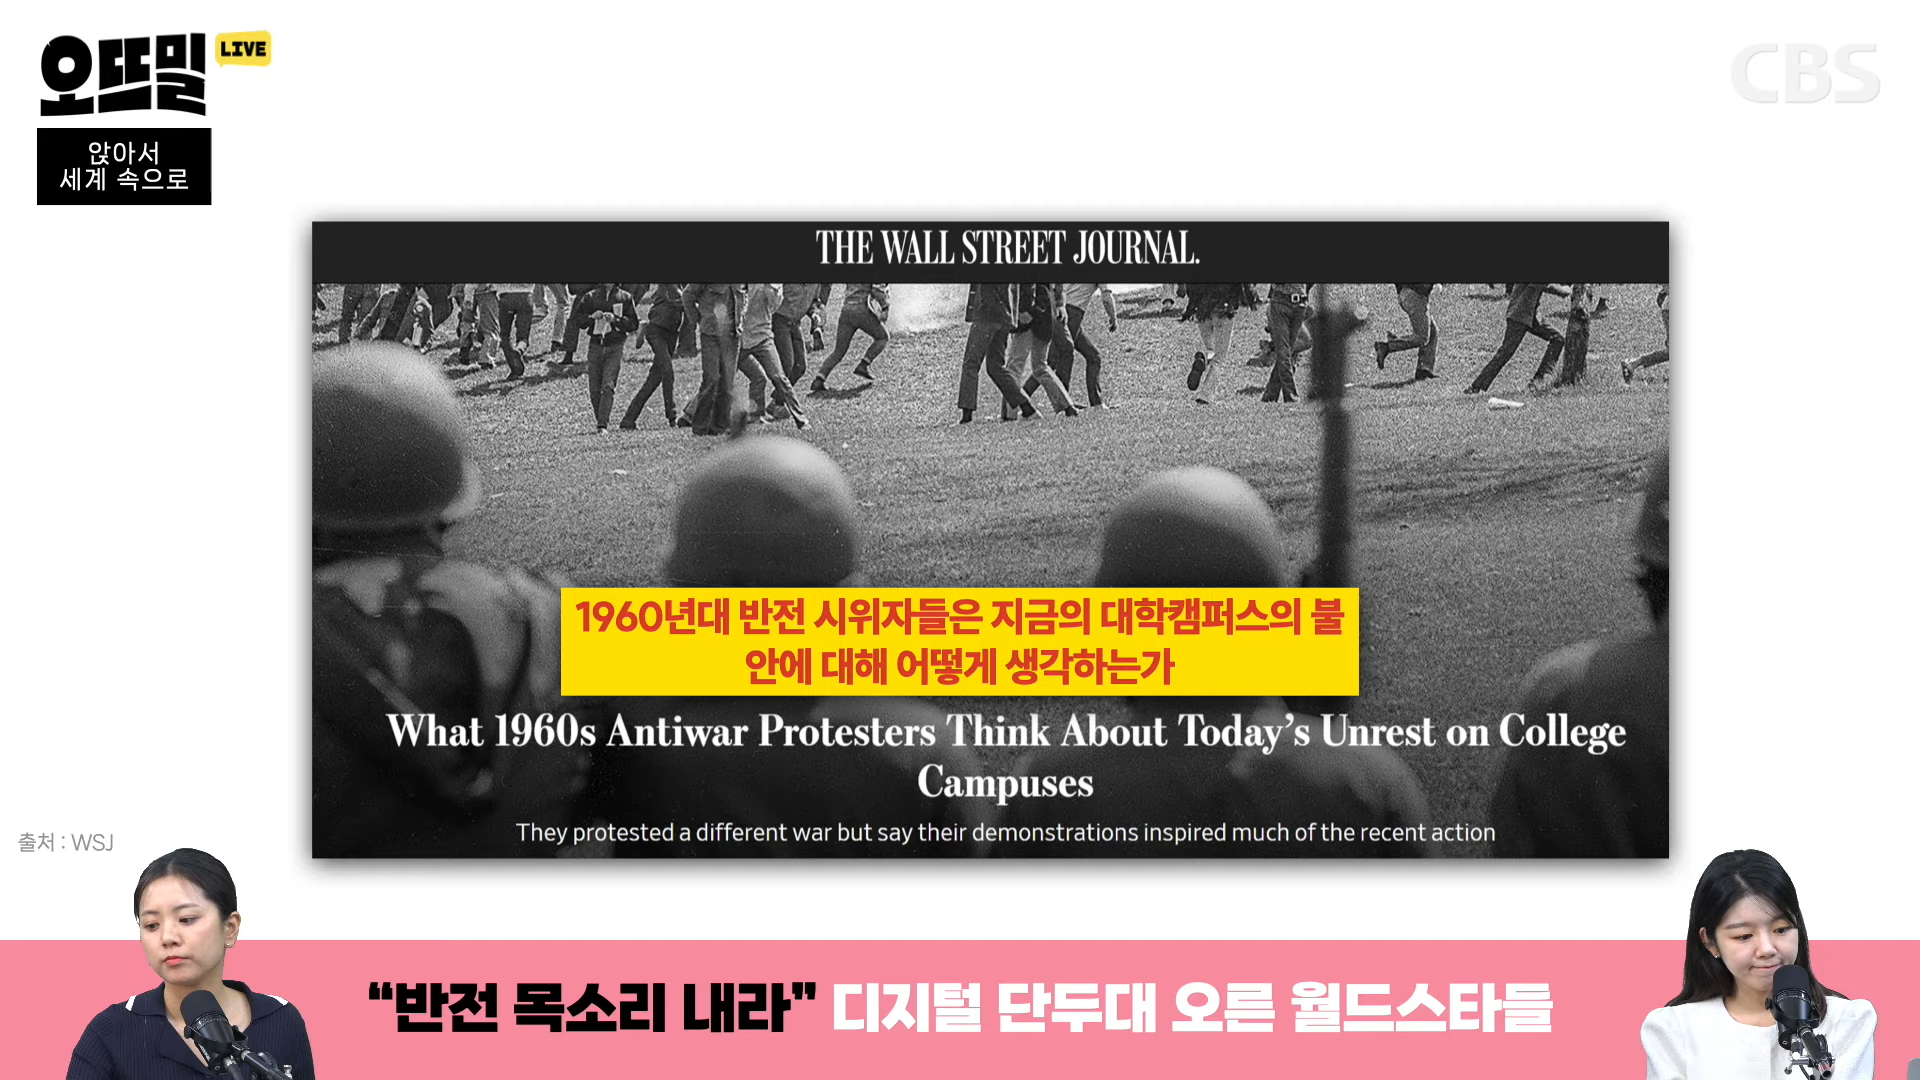 오뜨밀 LIVE
CBS
앉아서
세계 속으로
THE WALL STREET JOURNAL.
1960년대 반전 시위자들은 지금의 대학캠퍼스의 불
안에 대해 어떻게 생각하는가
What 1960s Antiwar Protesters Think About Today’s Unrest on College
Campuses
They protested a different war but say their demonstrations inspired much of the recent action
출처 : WSJ
“반전 목소리 내라” 디지털 단두대 오른 월드스타들